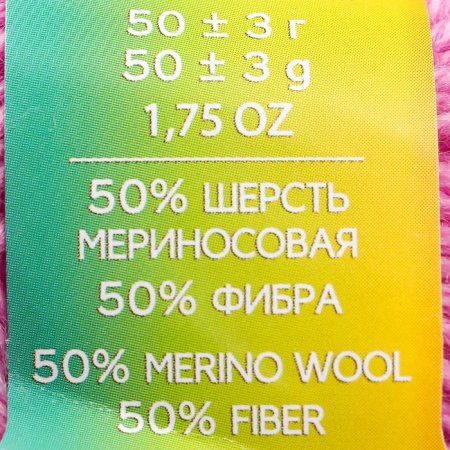 50 ± 3 г
50 ± 3 g
1,75 OZ
50% ШЕРСТЬ
МЕРИНОСОВАЯ
50% ФИБРА
50% MERINO WOOL
50% FIBER